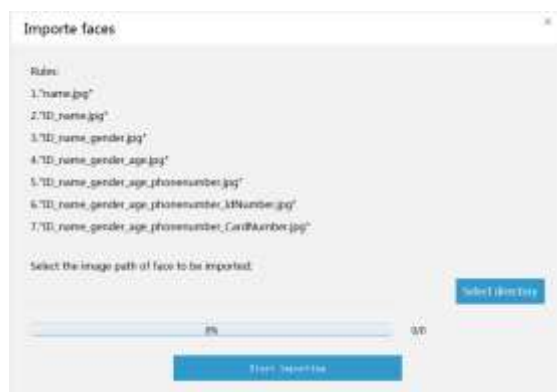 Importe faces
×
Rules:
1."name.jpg"
2."ID_name.jpg"
3."ID_name_gender.jpg"
4."ID_name_gender_age.jpg"
5."ID_name_gender_age_phonenumber.jpg"
6."ID_name_gender_age_phonenumber_IdNumber.jpg"
7."ID_name_gender_age_phonenumber_CardNumber.jpg"
Select the image path of face to be imported:
Select directory
0% 0/0
Start importing